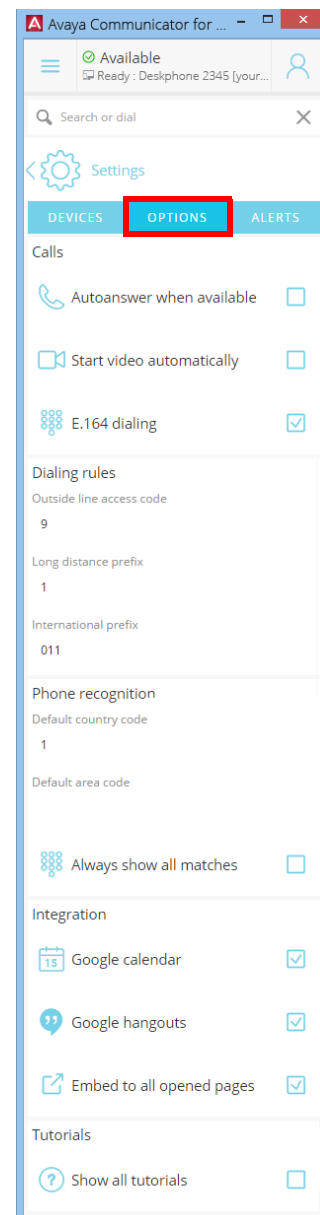 A Avaya Communicator for ...
Available
Ready : Deskphone 2345 [your...
Search or dial
Settings
DEVICES OPTIONS ALERTS
Calls
Autoanswer when available
Start video automatically
E.164 dialing
Dialing rules
Outside line access code
9
Long distance prefix
1
International prefix
011
Phone recognition
Default country code
1
Default area code
Always show all matches
Integration
15 Google calendar
Google hangouts
Embed to all opened pages
Tutorials
? Show all tutorials